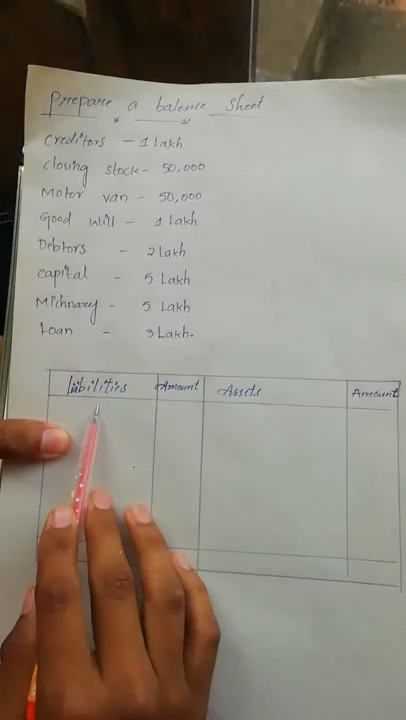 Prepare a balence Sheet
Creditors - 1 lakh
Closing stock - 50,000
Motor van - 50,000
Good Will - 1 Lakh
Debtors - 2 lakh
Capital - 5 Lakh
Michnary - 5 Lakh
Loan - 3 Lakh.
liabilities Amount Assets Amount